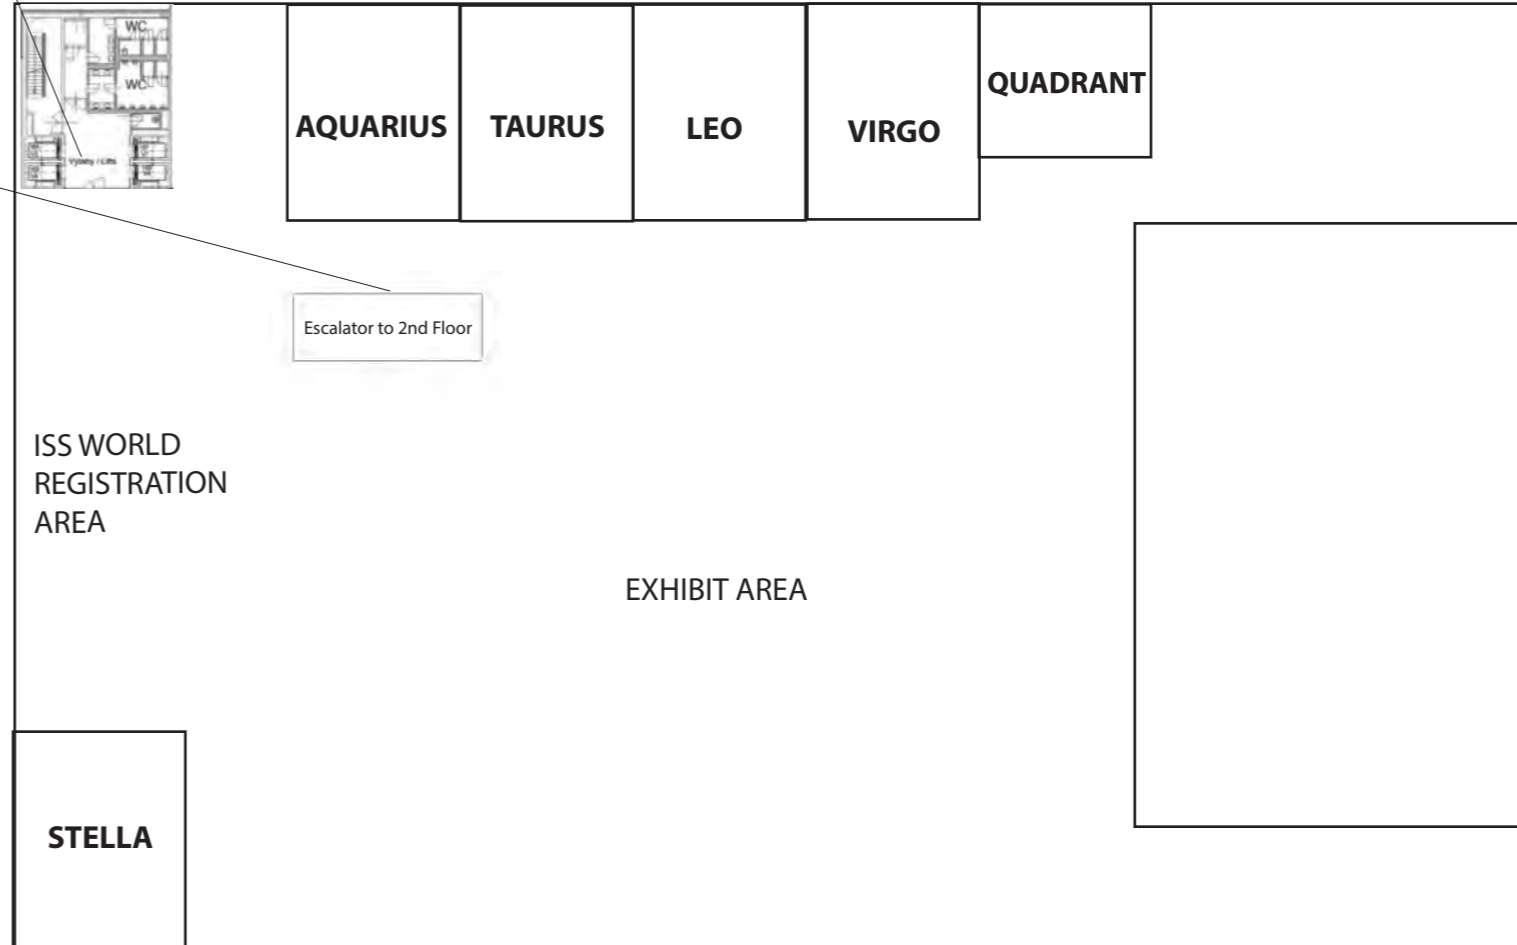 WC
WC
Výtahy / Lifts
AQUARIUS
TAURUS
LEO
VIRGO
QUADRANT
Escalator to 2nd Floor
ISS WORLD
REGISTRATION
AREA
EXHIBIT AREA
STELLA